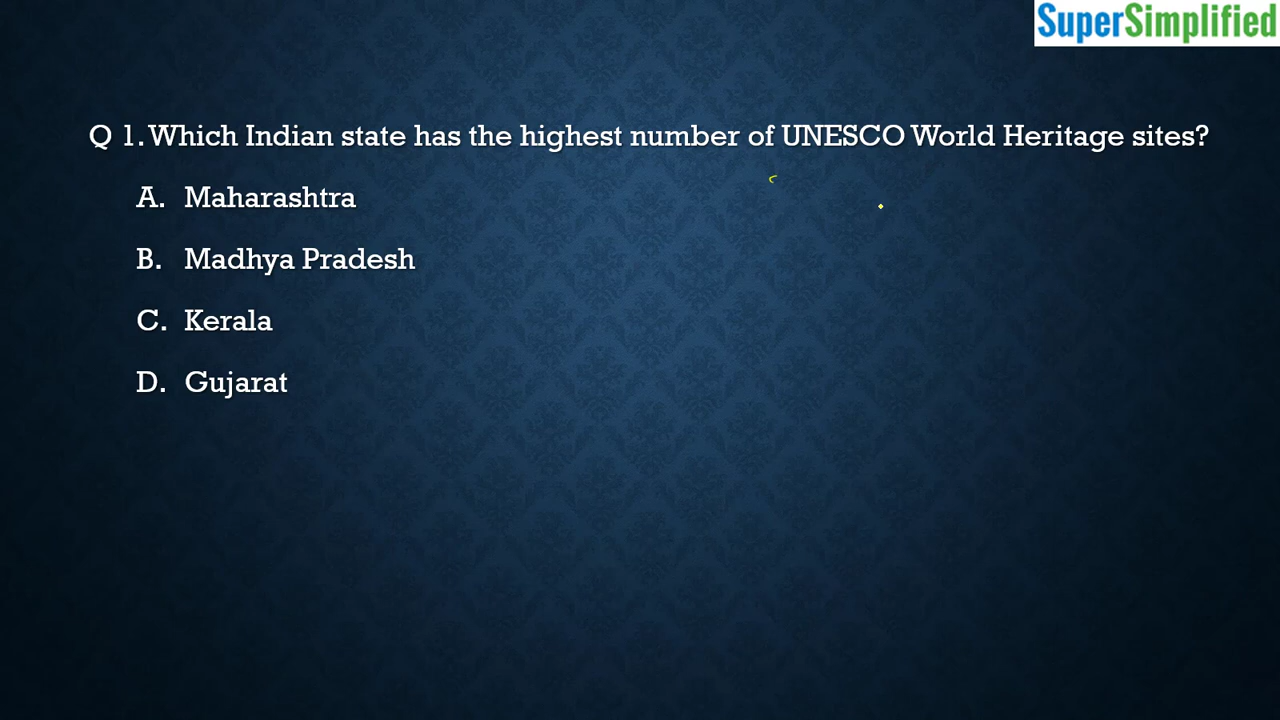 SuperSimplified
Q 1. Which Indian state has the highest number of UNESCO World Heritage sites?
A. Maharashtra
B. Madhya Pradesh
C. Kerala
D. Gujarat